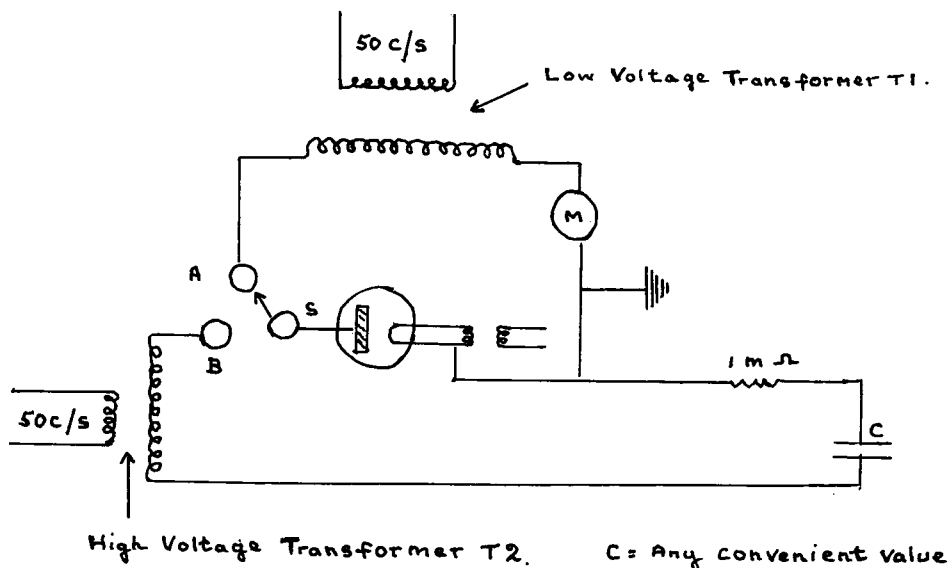 50 C/S
Low Voltage Transformer T1.
M
A
S
B
1 m Ω
50C/S
C
High Voltage Transformer T2.
C = Any convenient value